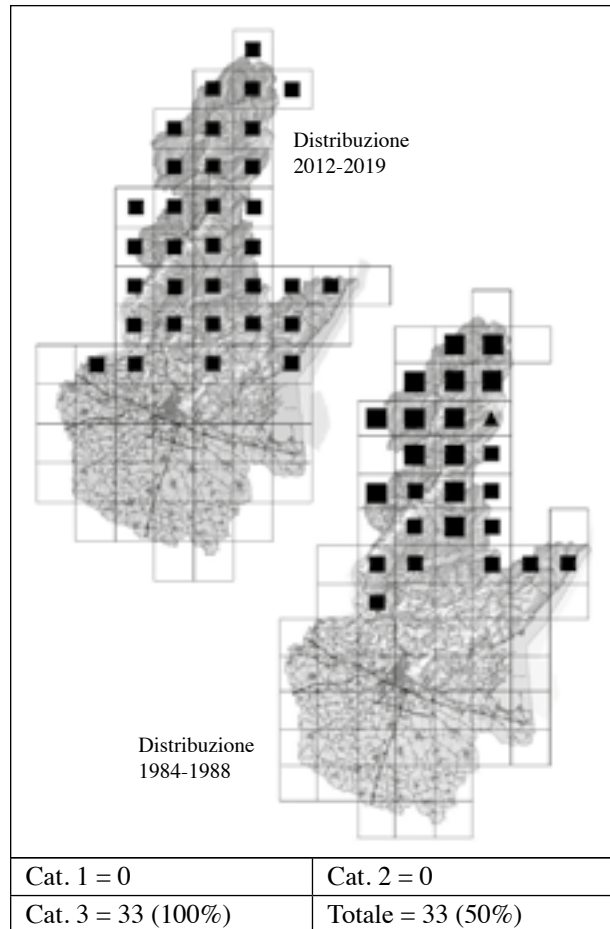 Distribuzione
2012-2019
Distribuzione
1984-1988
Cat. 1 = 0
Cat. 2 = 0
Cat. 3 = 33 (100%)
Totale = 33 (50%)